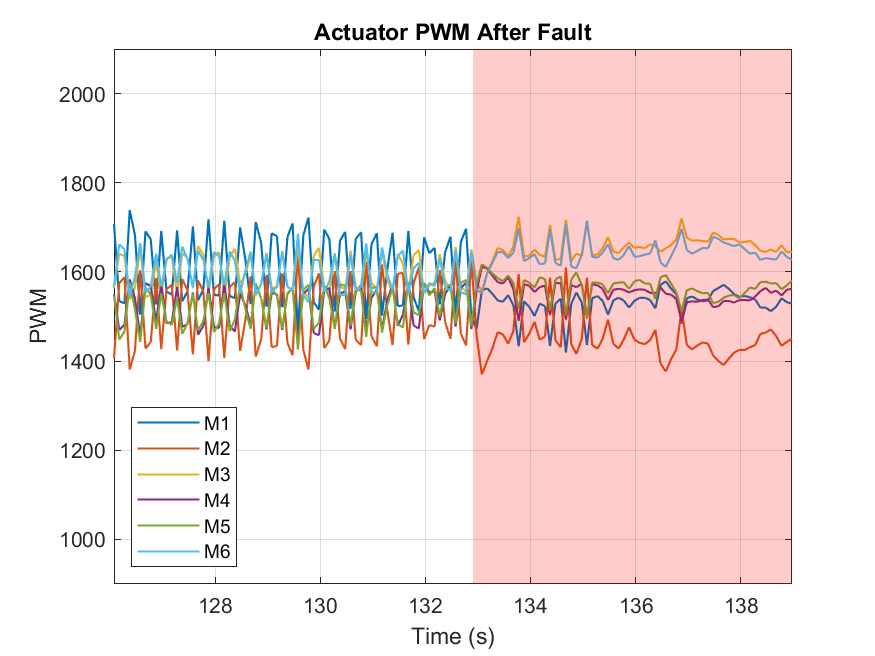 Actuator PWM After Fault
2000
1800
1600
1400
1200
1000
PWM
M1
M2
M3
M4
M5
M6
128 130 132 134 136 138
Time (s)